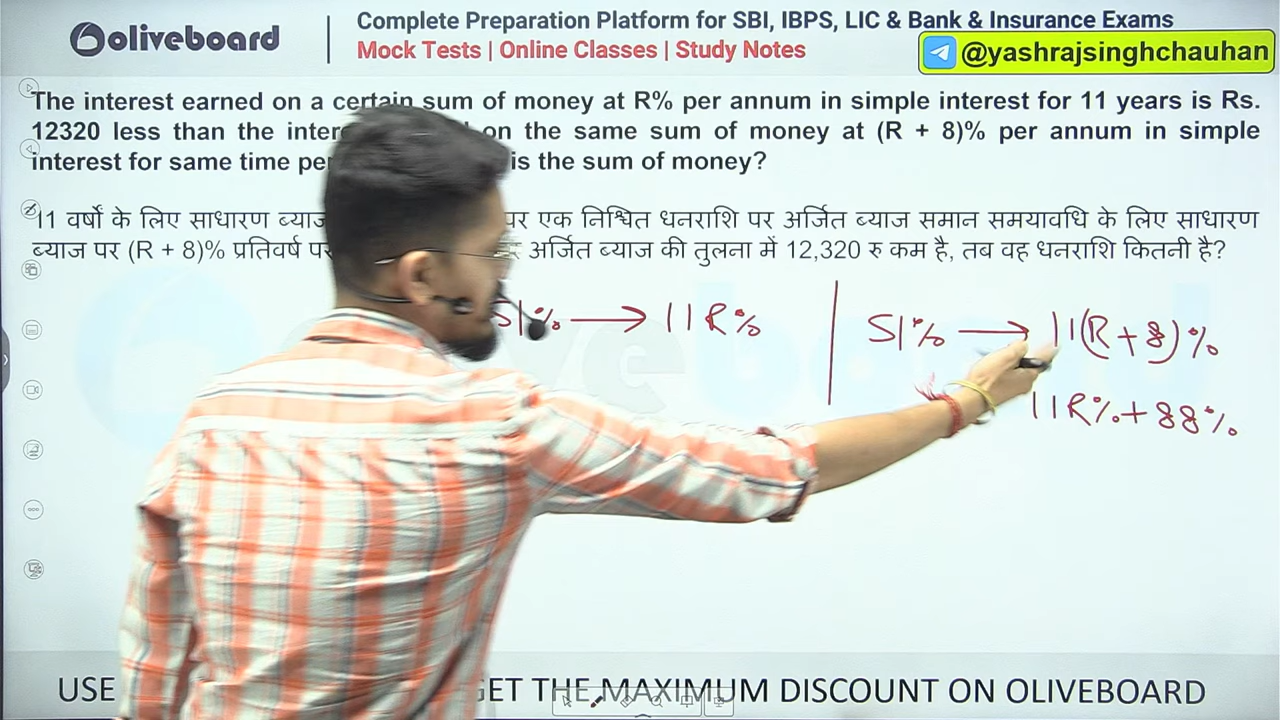 oliveboard
Complete Preparation Platform for SBI, IBPS, LIC & Bank & Insurance Exams
Mock Tests | Online Classes | Study Notes
@yashrajsinghchauhan
The interest earned on a certain sum of money at R% per annum in simple interest for 11 years is Rs.
12320 less than the on the same sum of money at (R + 8)% per annum in simple
interest for same time is the sum of money?
11 वर्षों के लिए साधारण पर एक निश्चित धनराशि पर अर्जित ब्याज समान समयावधि के लिए साधारण
ब्याज पर (R + 8)% प्रतिवर्ष अर्जित ब्याज की तुलना में 12,320 रु कम है, तब वह धनराशि कितनी है?
SI% → 11R%
SI% → 11(R+8)%
11R%+88%
USE GET THE MAXIMUM DISCOUNT ON OLIVEBOARD